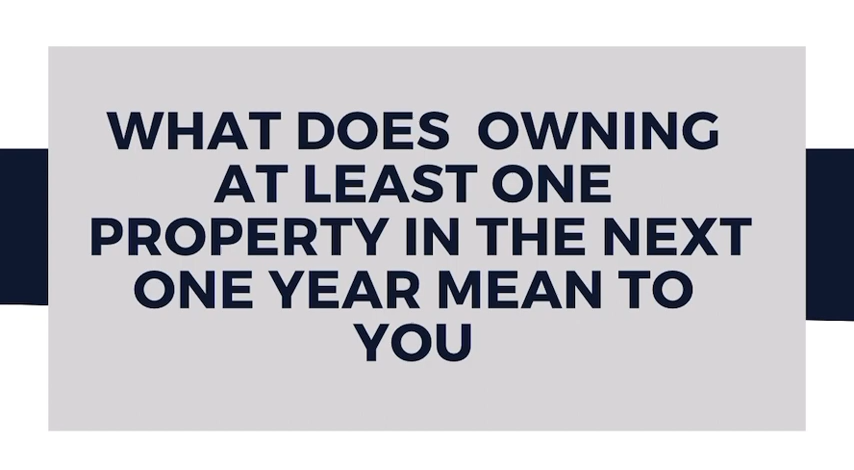 WHAT DOES OWNING
AT LEAST ONE
PROPERTY IN THE NEXT
ONE YEAR MEAN TO
YOU